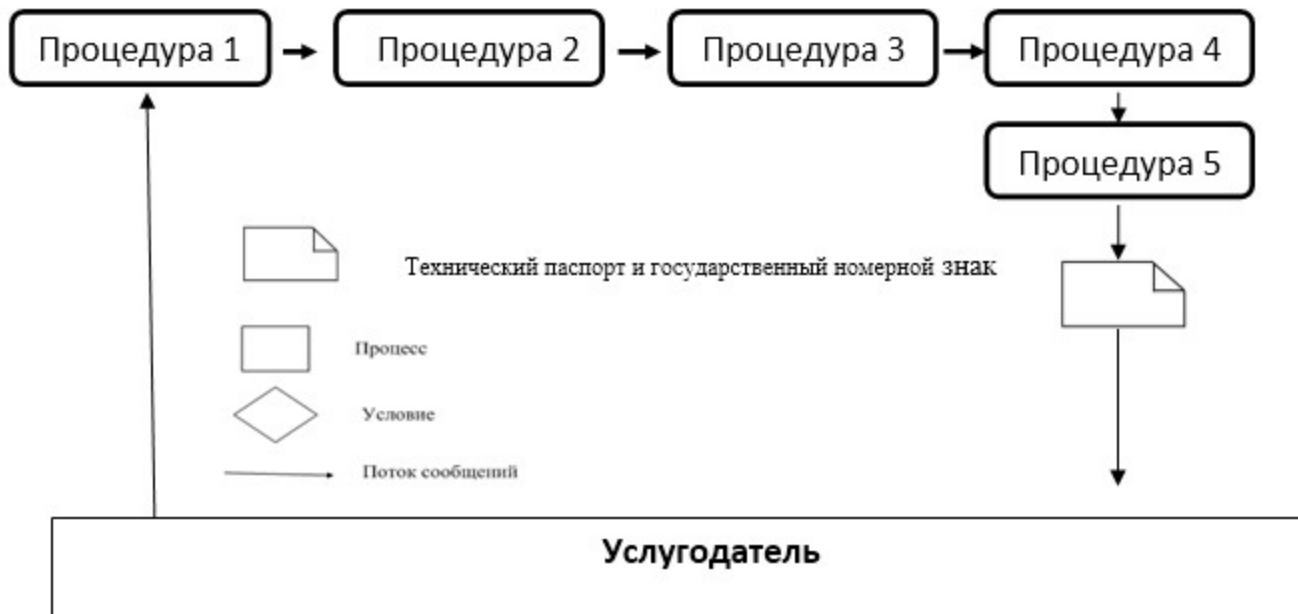 Процедура 1
Процедура 2
Процедура 3
Процедура 4
Процедура 5
Технический паспорт и государственный номерной знак
Процесс
Условие
Поток сообщений
Услугодатель